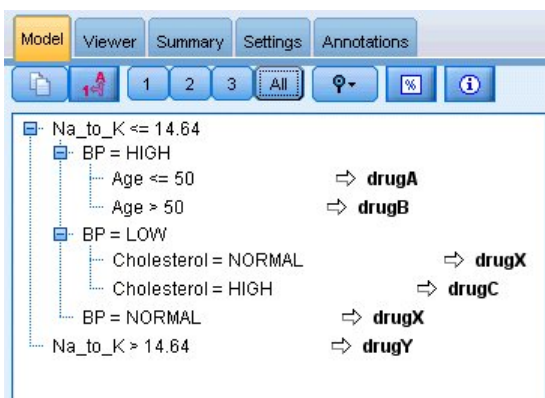 Model Viewer Summary Settings Annotations
1 2 3 All %  i
Na_to_K <= 14.64
BP = HIGH
Age <= 50 ⇨ drugA
Age > 50 ⇨ drugB
BP = LOW
Cholesterol = NORMAL ⇨ drugX
Cholesterol = HIGH ⇨ drugC
BP = NORMAL ⇨ drugX
Na_to_K > 14.64 ⇨ drugY